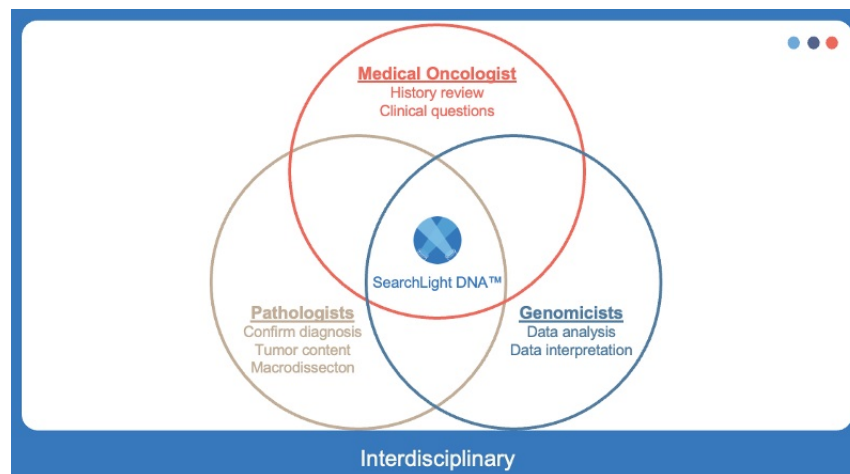 Medical Oncologist
History review
Clinical questions
SearchLight DNA™
Pathologists
Confirm diagnosis
Tumor content
Macrodissecton
Genomicists
Data analysis
Data interpretation
Interdisciplinary